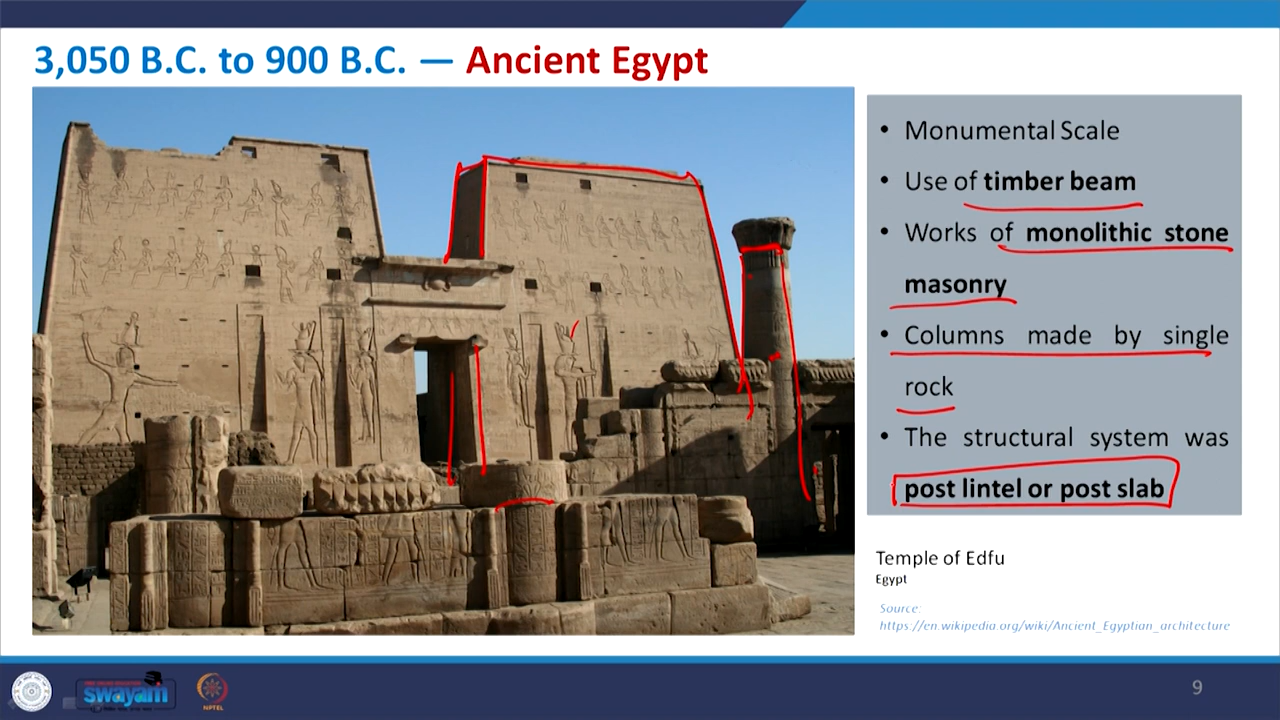 3,050 B.C. to 900 B.C. — Ancient Egypt
• Monumental Scale
• Use of timber beam
• Works of monolithic stone
masonry
• Columns made by single
rock
• The structural system was
post lintel or post slab
Temple of Edfu
Egypt
Source:
https://en.wikipedia.org/wiki/Ancient_Egyptian_architecture
swayam
NPTEL
9